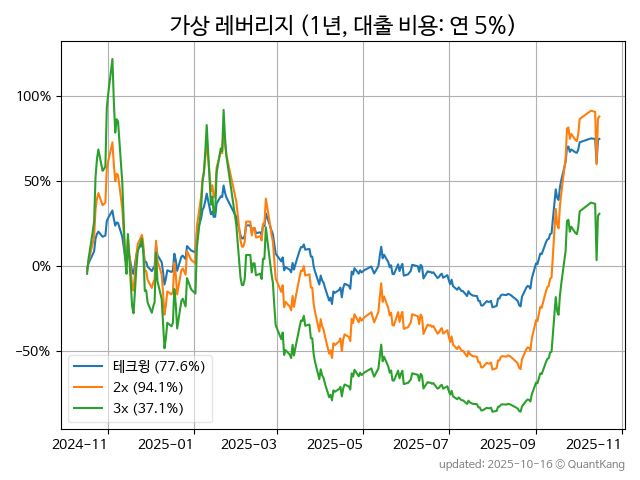 가상 레버리지 (1년, 대출 비용: 연 5%)
100%
50%
0%
−50%
테크윙 (77.6%)
2x (94.1%)
3x (37.1%)
2024-11 2025-01 2025-03 2025-05 2025-07 2025-09 2025-11
updated: 2025-10-16 © QuantKang